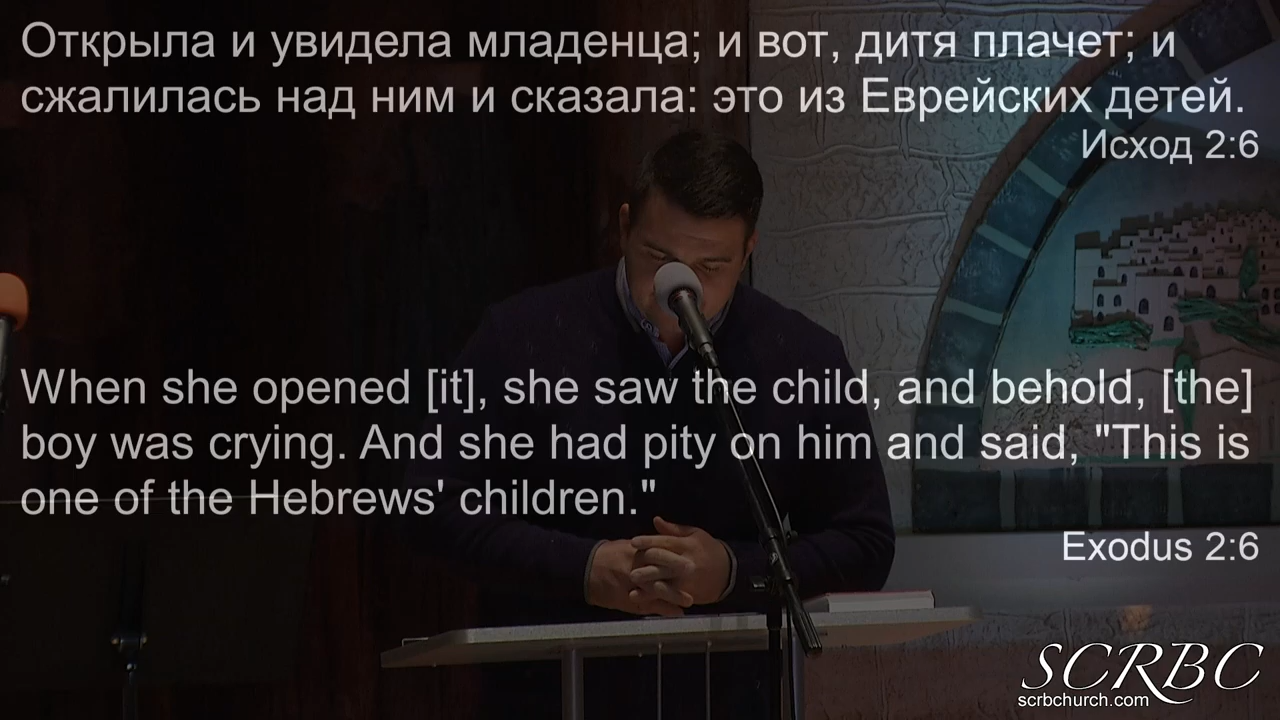 Открыла и увидела младенца; и вот, дитя плачет; и
сжалилась над ним и сказала: это из Еврейских детей.
Исход 2:6
When she opened [it], she saw the child, and behold, [the]
boy was crying. And she had pity on him and said, "This is
one of the Hebrews' children."
Exodus 2:6
SCRBC
scrbchurch.com